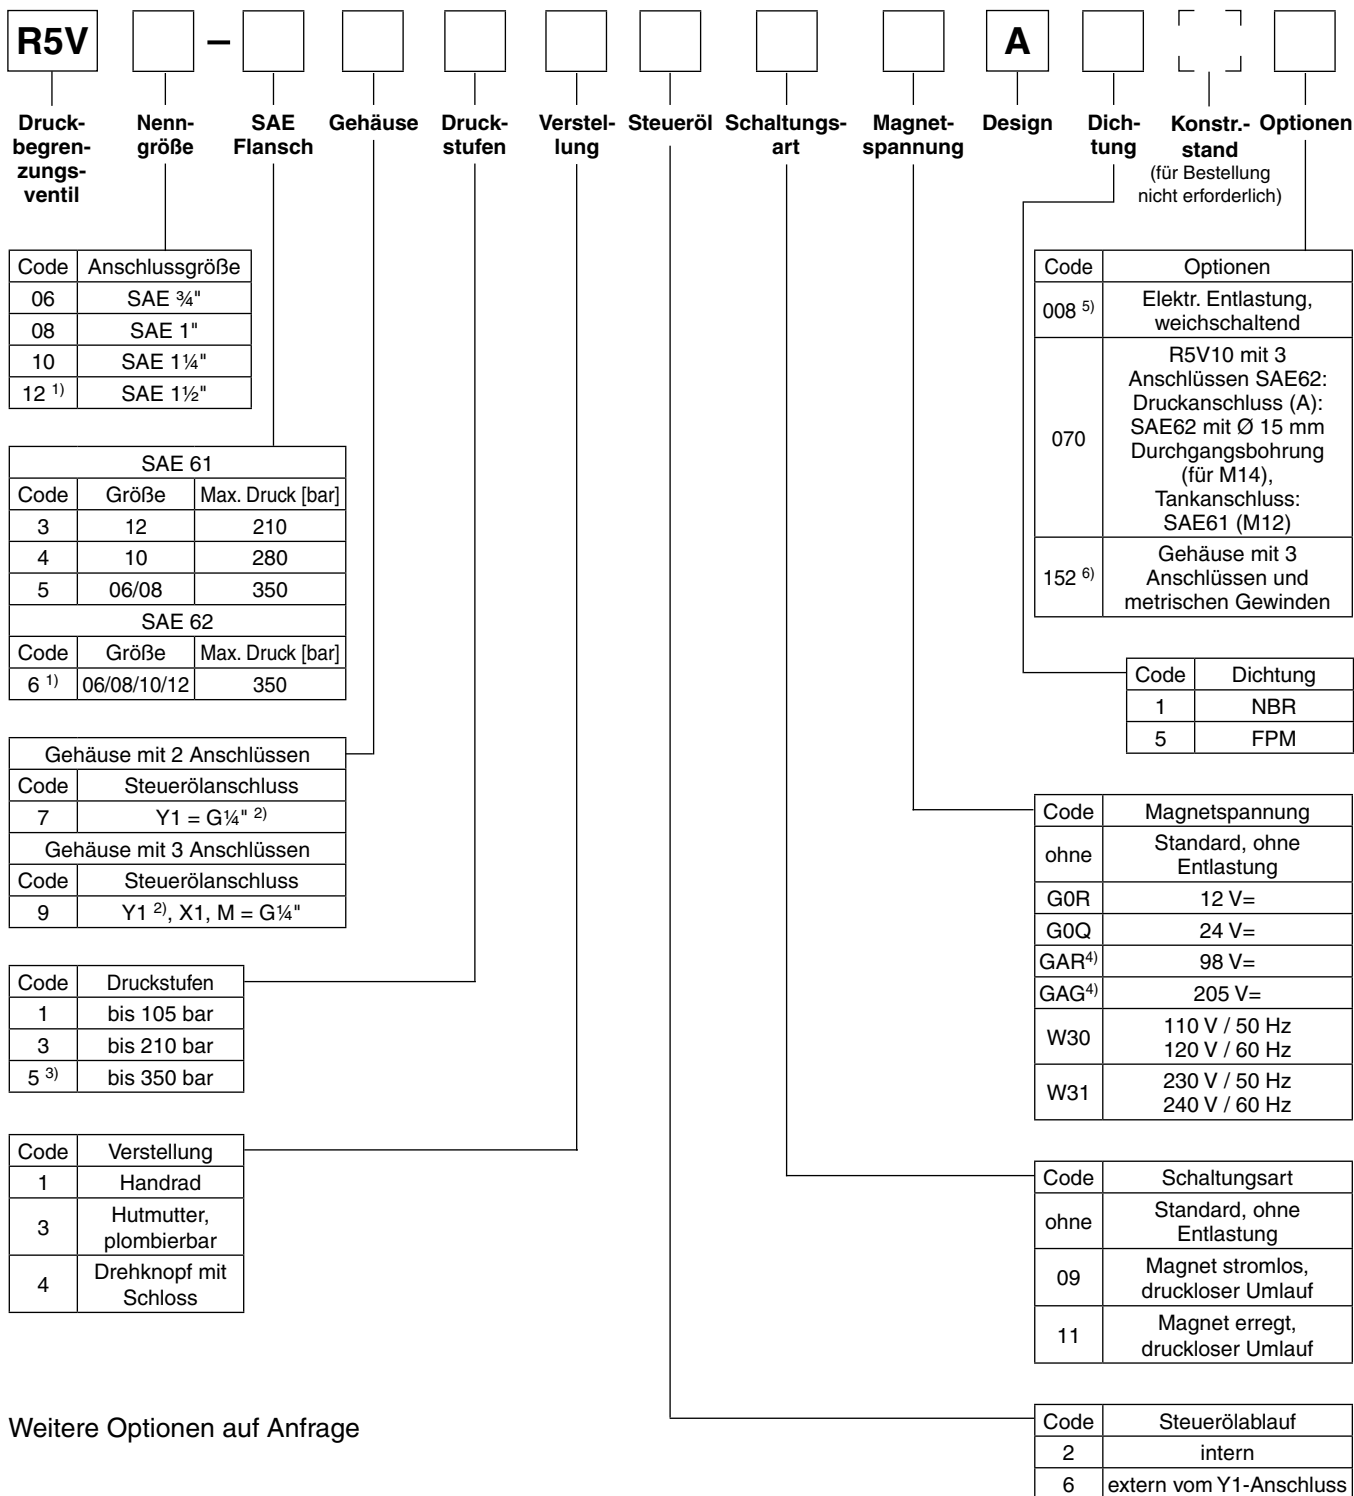 R5V – A
Druck-
begren-
zungs-
ventil
Nenn-
größe
SAE
Flansch
Gehäuse
Druck-
stufen
Verstel-
lung
Steueröl
Schaltungs-
art
Magnet-
spannung
Design
Dich-
tung
Konstr.-
stand
(für Bestellung
nicht erforderlich)
Optionen
Code Anschlussgröße
06 SAE ¾"
08 SAE 1"
10 SAE 1¼"
12 1) SAE 1½"
SAE 61
Code Größe Max. Druck [bar]
3 12 210
4 10 280
5 06/08 350
SAE 62
Code Größe Max. Druck [bar]
6 1) 06/08/10/12 350
Gehäuse mit 2 Anschlüssen
Code Steuerölanschluss
7 Y1 = G¼" 2)
Gehäuse mit 3 Anschlüssen
Code Steuerölanschluss
9 Y1 2), X1, M = G¼"
Code Druckstufen
1 bis 105 bar
3 bis 210 bar
5 3) bis 350 bar
Code Verstellung
1 Handrad
3 Hutmutter,
plombierbar
4 Drehknopf mit
Schloss
Weitere Optionen auf Anfrage
Code Optionen
008 5) Elektr. Entlastung,
weichschaltend
070 R5V10 mit 3
Anschlüssen SAE62:
Druckanschluss (A):
SAE62 mit Ø 15 mm
Durchgangsbohrung
(für M14),
Tankanschluss:
SAE61 (M12)
152 6) Gehäuse mit 3
Anschlüssen und
metrischen Gewinden
Code Dichtung
1 NBR
5 FPM
Code Magnetspannung
ohne Standard, ohne
Entlastung
G0R 12 V=
G0Q 24 V=
GAR4) 98 V=
GAG4) 205 V=
W30 110 V / 50 Hz
120 V / 60 Hz
W31 230 V / 50 Hz
240 V / 60 Hz
Code Schaltungsart
ohne Standard, ohne
Entlastung
09 Magnet stromlos,
druckloser Umlauf
11 Magnet erregt,
druckloser Umlauf
Code Steuerölablauf
2 intern
6 extern vom Y1-Anschluss